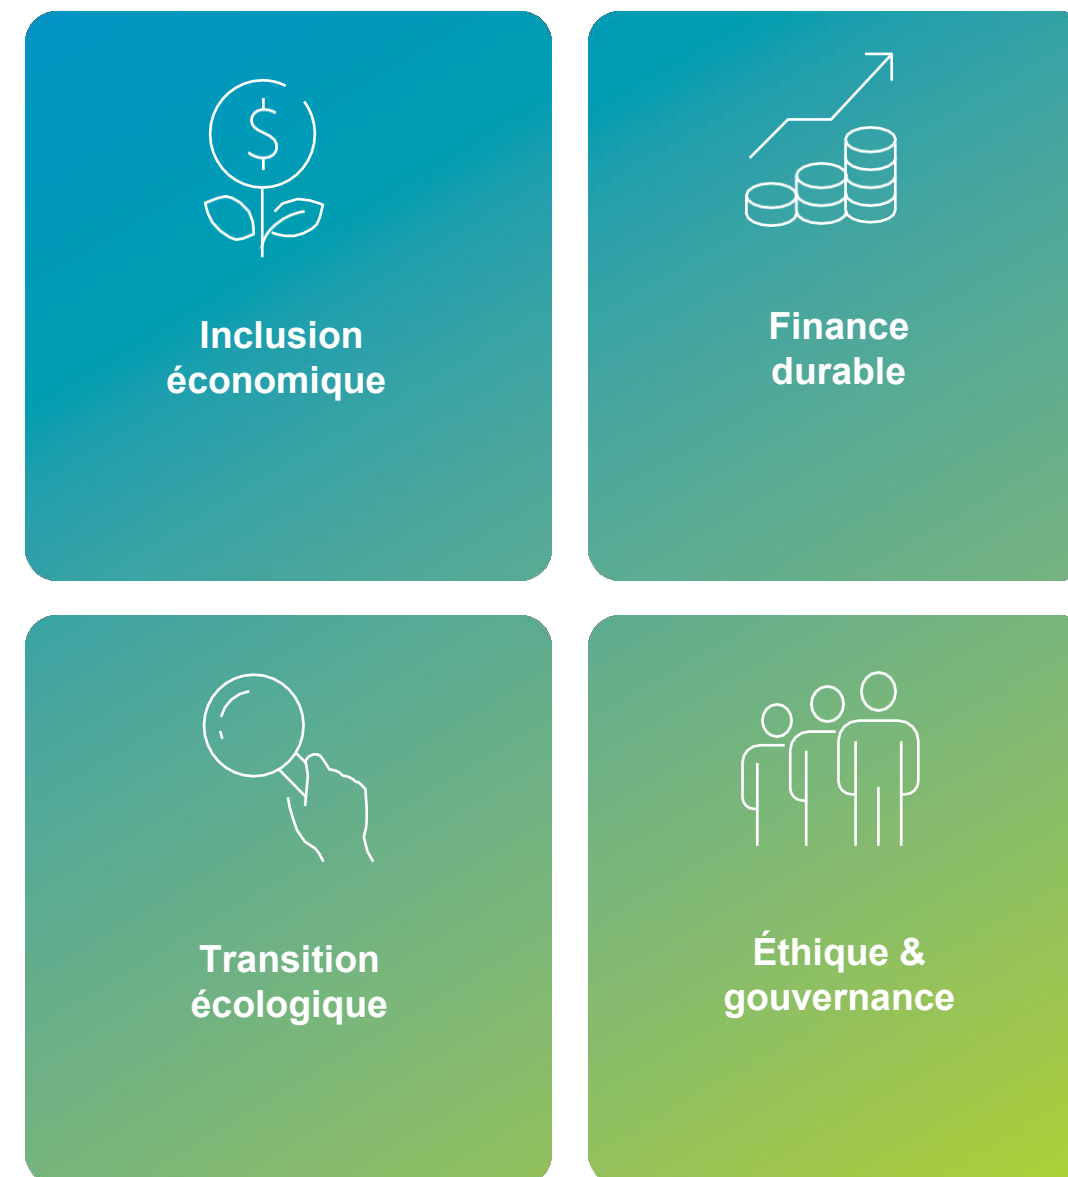 Inclusion
économique
Finance
durable
Transition
écologique
Éthique &
gouvernance